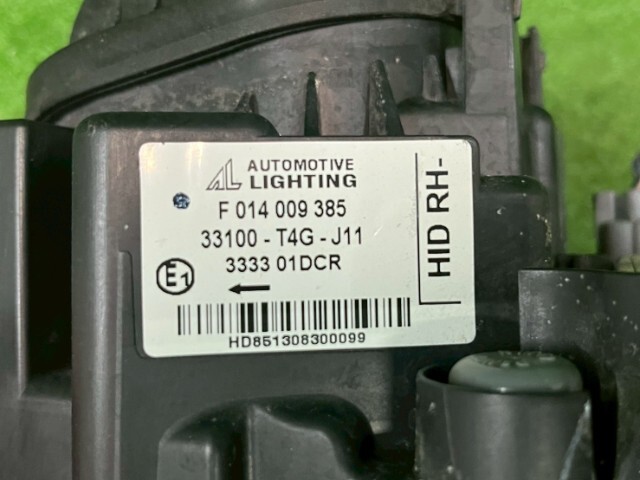 AL AUTOMOTIVE
LIGHTING
F 014 009 385
33100 - T4G - J11
3333 01DCR
E1
HD851308300099
HID RH-